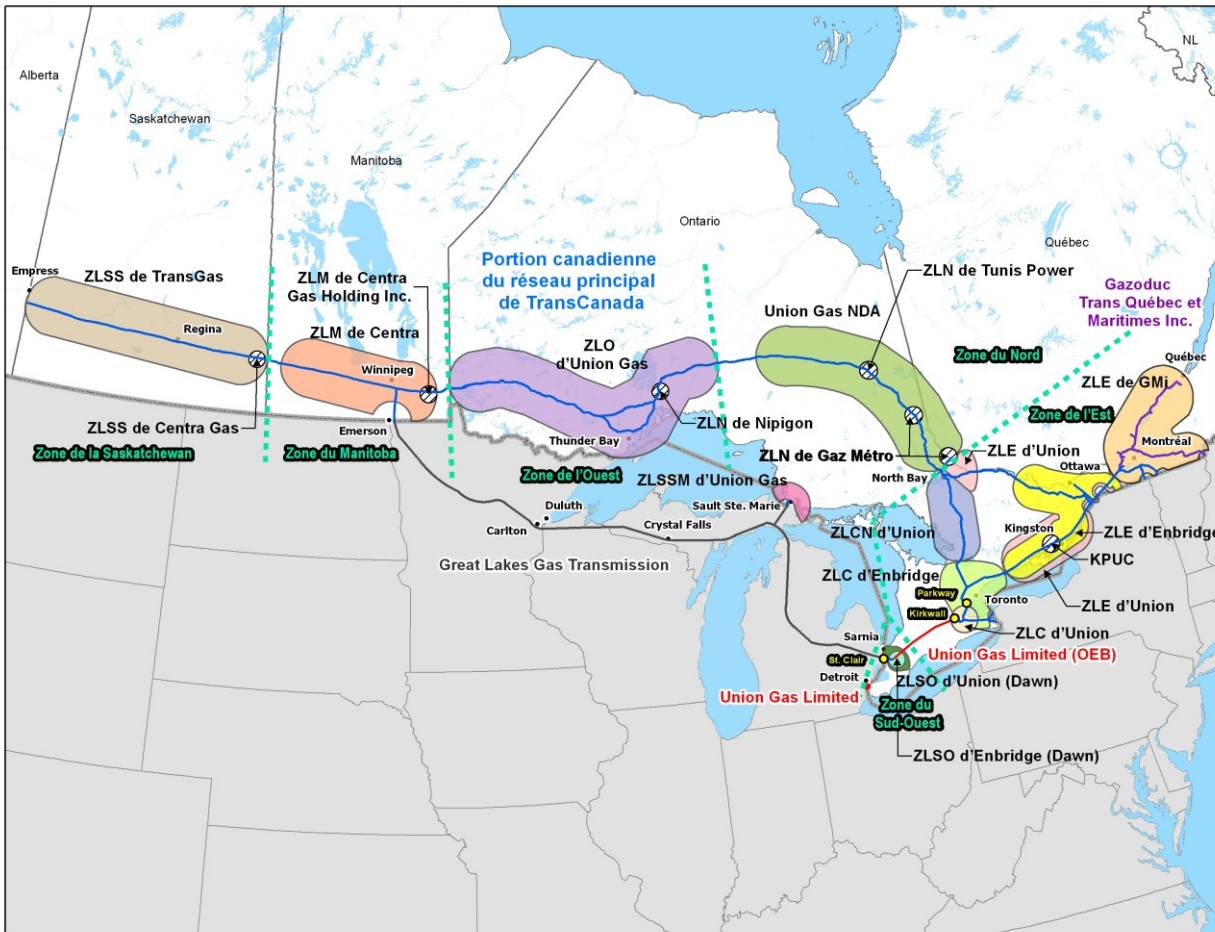 NL
Alberta
Saskatchewan
Manitoba
Ontario
Québec
Empress
ZLSS de TransGas
ZLM de Centra
Gas Holding Inc.
Portion canadienne
du réseau principal
de TransCanada
ZLN de Tunis Power
Gazoduc
Trans Québec et
Maritimes Inc.
Union Gas NDA
Regina
ZLM de Centra
ZLO
d’Union Gas
Zone du Nord
Québec
Winnipeg
ZLE de GMi
Zone de l’Est
ZLSS de Centra Gas
Emerson
Thunder Bay
ZLN de Nipigon
Montréal
Zone de la Saskatchewan
Zone du Manitoba
ZLN de Gaz Métro
ZLE d’Union
Ottawa
Zone de l’Ouest
ZLSSM d’Union Gas
North Bay
Duluth
Sault Ste. Marie
Carlton
Crystal Falls
ZLCN d’Union
Kingston
ZLE d’Enbridge
Great Lakes Gas Transmission
KPUC
ZLC d’Enbridge
Parkway
Toronto
ZLE d’Union
Kirkwall
ZLC d’Union
Sarnia
St. Clair
Union Gas Limited (OEB)
Detroit
ZLSO d’Union (Dawn)
Union Gas Limited
Zone du
Sud-Ouest
ZLSO d’Enbridge (Dawn)